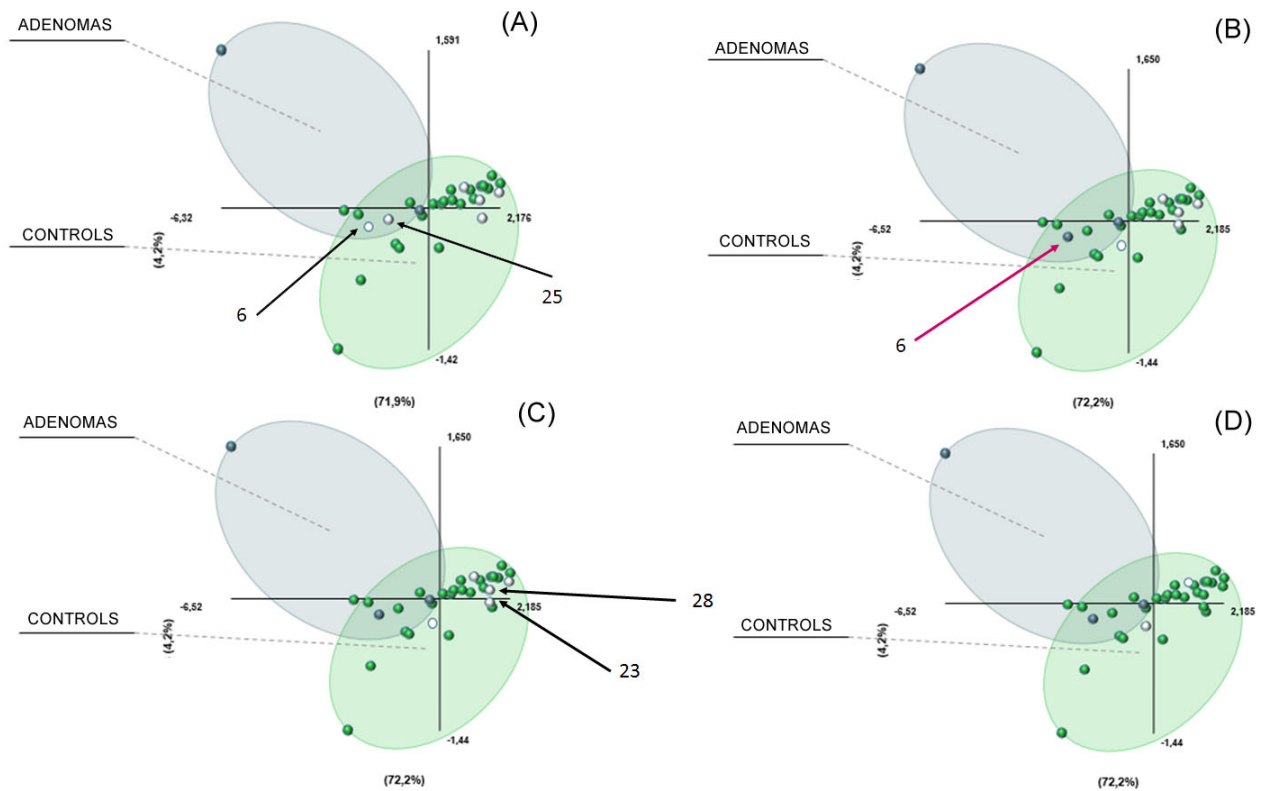 (A)
ADENOMAS
1,591
-6,32
2,176
CONTROLS
(4,2%)
6
25
-1,42
(71,9%)
(B)
ADENOMAS
1,650
-6,52
2,185
CONTROLS
(4,2%)
6
-1,44
(72,2%)
(C)
ADENOMAS
1,650
-6,52
2,185
28
CONTROLS
(4,2%)
23
-1,44
(72,2%)
(D)
ADENOMAS
1,650
-6,52
2,185
CONTROLS
(4,2%)
-1,44
(72,2%)